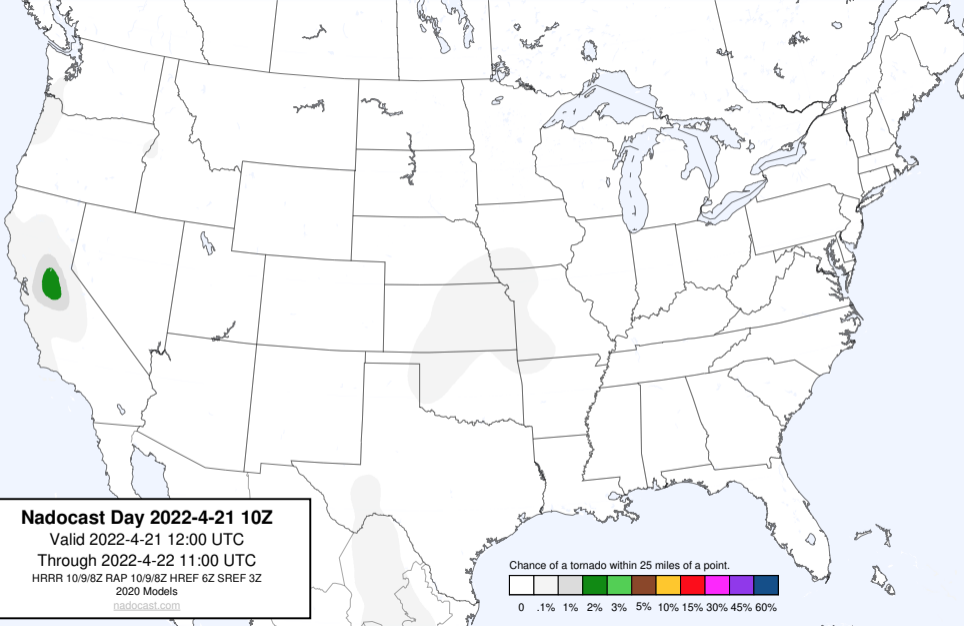 Nadocast Day 2022-4-21 10Z
Valid 2022-4-21 12:00 UTC
Through 2022-4-22 11:00 UTC
HRRR 10/9/8Z RAP 10/9/8Z HREF 6Z SREF 3Z
2020 Models
nadocast.com
Chance of a tornado within 25 miles of a point.
0 .1% 1% 2% 3% 5% 10% 15% 30% 45% 60%